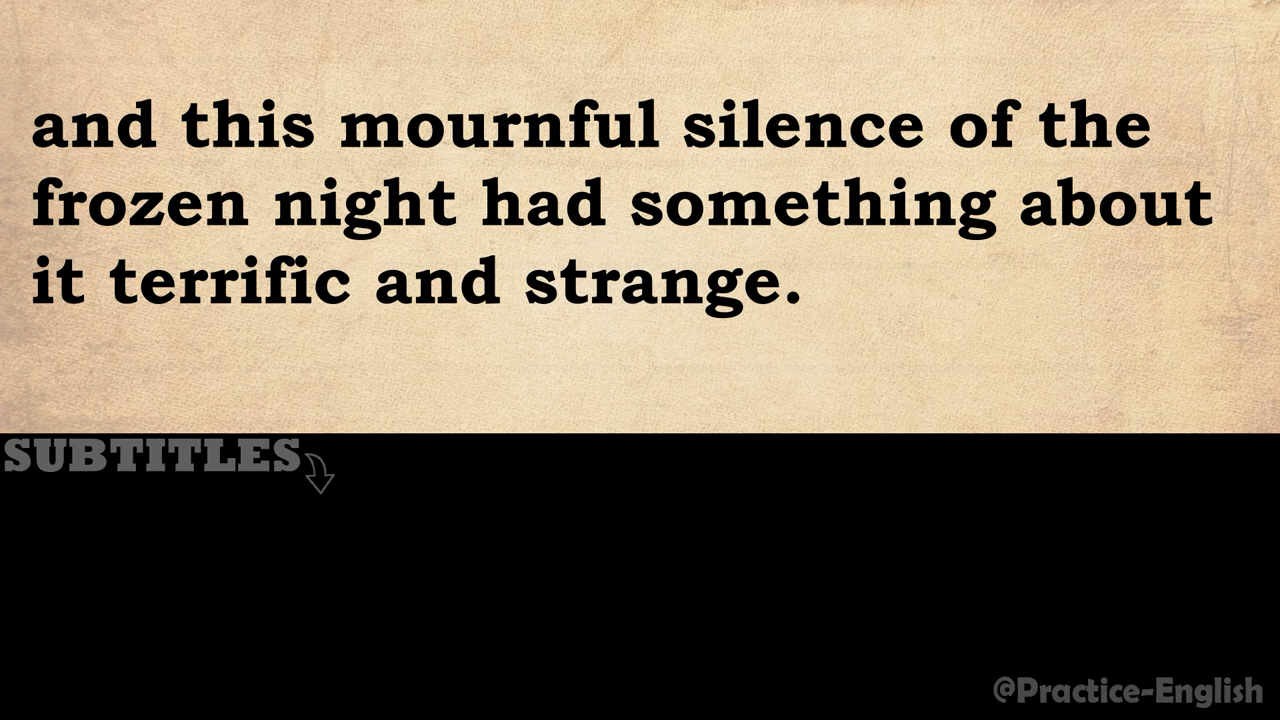 and this mournful silence of the
frozen night had something about
it terrific and strange.
SUBTITLES
@Practice-English